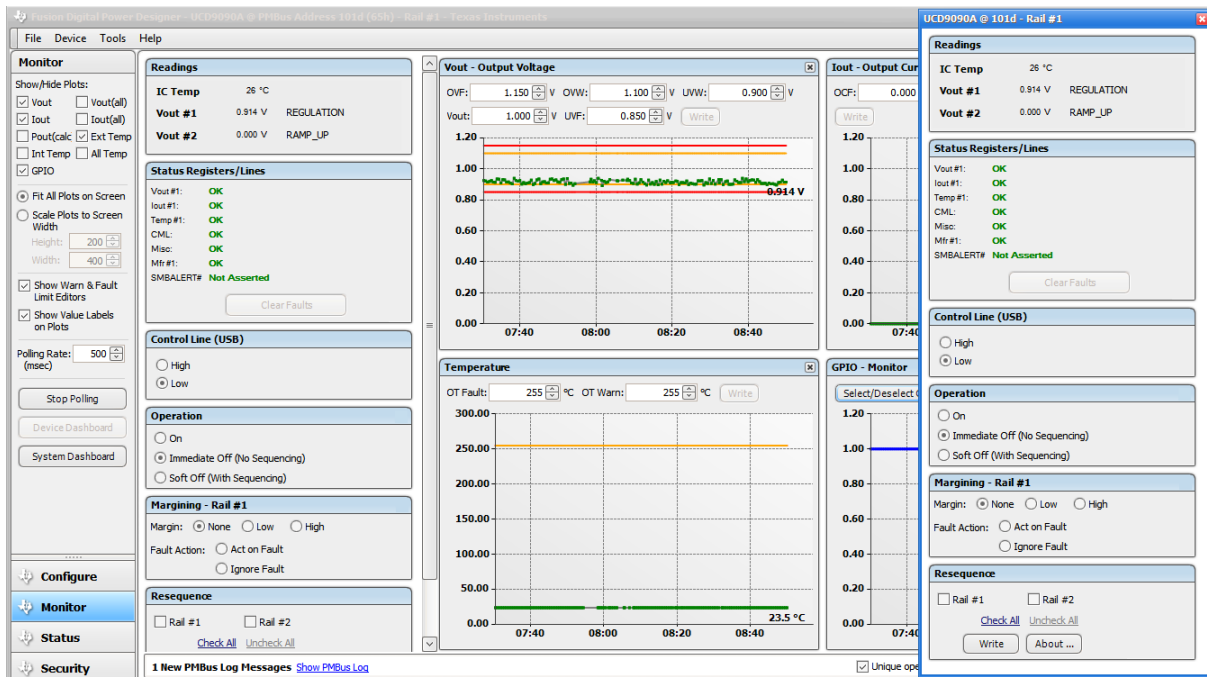 Fusion Digital Power Designer - UCD9090A @ PMBus Address 101d (65h) - Rail #1 - Texas Instruments
File Device Tools Help
Monitor
Show/Hide Plots:
Vout Vout(all)
Iout Iout(all)
Pout(calc Ext Temp
Int Temp All Temp
GPIO
Fit All Plots on Screen
Scale Plots to Screen
Width
Height: 200
Width: 400
Show Warn & Fault
Limit Editors
Show Value Labels
on Plots
Polling Rate: 500
(msec)
Stop Polling
Device Dashboard
System Dashboard
Configure
Monitor
Status
Security
Readings
IC Temp 26 °C
Vout #1 0.914 V REGULATION
Vout #2 0.000 V RAMP_UP
Status Registers/Lines
Vout #1: OK
Iout #1: OK
Temp #1: OK
CML: OK
Misc: OK
Mfr #1: OK
SMBALERT# Not Asserted
Clear Faults
Control Line (USB)
High
Low
Operation
On
Immediate Off (No Sequencing)
Soft Off (With Sequencing)
Margining - Rail #1
Margin: None Low High
Fault Action: Act on Fault
Ignore Fault
Resequence
Rail #1 Rail #2
Check All Uncheck All
Vout - Output Voltage
OVF: 1.150 V OVW: 1.100 V UVW: 0.900 V
Vout: 1.000 V UVF: 0.850 V Write
1.20
1.00
0.80
0.60
0.40
0.20
0.00
0.914 V
07:40 08:00 08:20 08:40
Temperature
OT Fault: 255 °C OT Warn: 255 °C Write
300.00
250.00
200.00
150.00
100.00
50.00
0.00
23.5 °C
07:40 08:00 08:20 08:40
Iout - Output Cur
OCF: 0.000
Write
1.20
1.00
0.80
0.60
0.40
0.20
0.00
07:40
GPIO - Monitor
Select/Deselect
1.20
1.00
0.80
0.60
0.40
0.20
0.00
07:40
1 New PMBus Log Messages Show PMBus Log
Unique ope
UCD9090A @ 101d - Rail #1
Readings
IC Temp 26 °C
Vout #1 0.914 V REGULATION
Vout #2 0.000 V RAMP_UP
Status Registers/Lines
Vout #1: OK
Iout #1: OK
Temp #1: OK
CML: OK
Misc: OK
Mfr #1: OK
SMBALERT# Not Asserted
Clear Faults
Control Line (USB)
High
Low
Operation
On
Immediate Off (No Sequencing)
Soft Off (With Sequencing)
Margining - Rail #1
Margin: None Low High
Fault Action: Act on Fault
Ignore Fault
Resequence
Rail #1 Rail #2
Check All Uncheck All
Write About ...